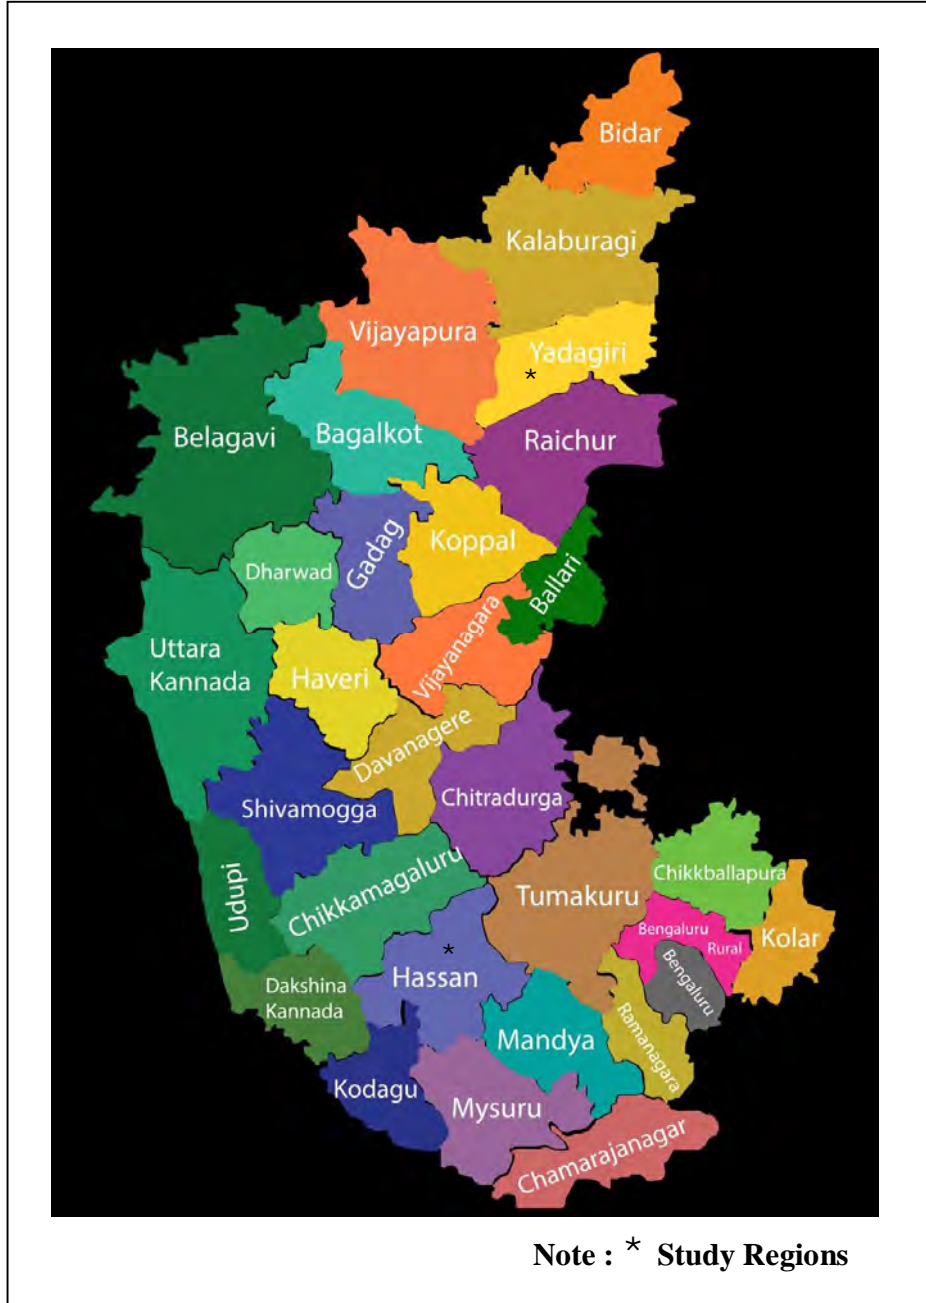 Bidar
Kalaburagi
Vijayapura
Yadagiri
*
Belagavi
Bagalkot
Raichur
Gadag
Koppal
Dharwad
Ballari
Uttara
Kannada
Haveri
Vijayanagara
Davanagere
Shivamogga
Chitradurga
Udupi
Chikkamagaluru
Tumakuru
Chikkballapura
Bengaluru
Rural
Kolar
*
Hassan
Bengaluru
Dakshina
Kannada
Ramanagara
Mandya
Kodagu
Mysuru
Chamarajanagar
Note : * Study Regions